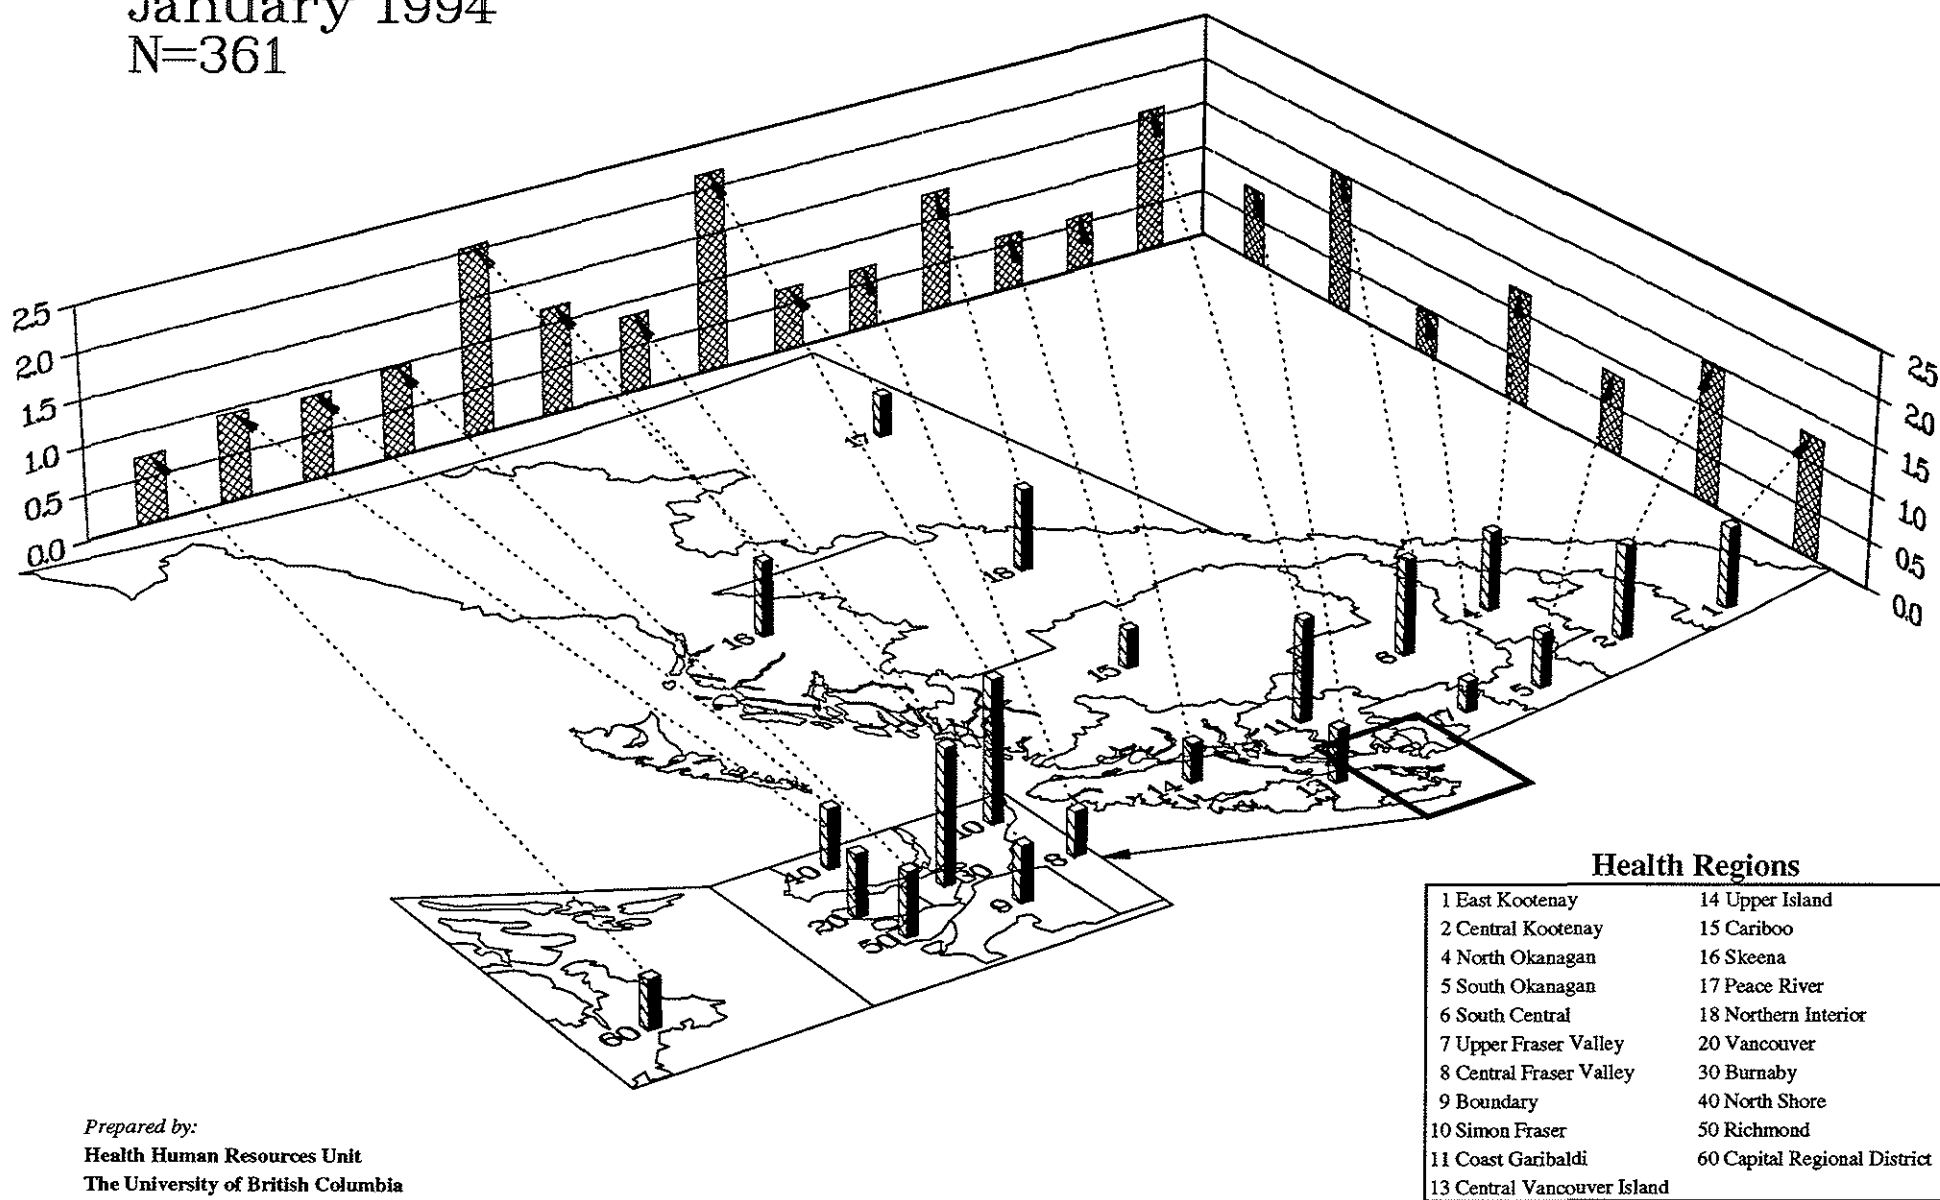 January 1994
N=361
2.5
2.0
1.5
1.0
0.5
0.0
2.5
2.0
1.5
1.0
0.5
0.0
17
18
16
15
6
4
2
1
5
7
11
14
13
10
8
40
30
20
50
9
60
Health Regions
1 East Kootenay 14 Upper Island
2 Central Kootenay 15 Cariboo
4 North Okanagan 16 Skeena
5 South Okanagan 17 Peace River
6 South Central 18 Northern Interior
7 Upper Fraser Valley 20 Vancouver
8 Central Fraser Valley 30 Burnaby
9 Boundary 40 North Shore
10 Simon Fraser 50 Richmond
11 Coast Garibaldi 60 Capital Regional District
13 Central Vancouver Island
Prepared by:
Health Human Resources Unit
The University of British Columbia